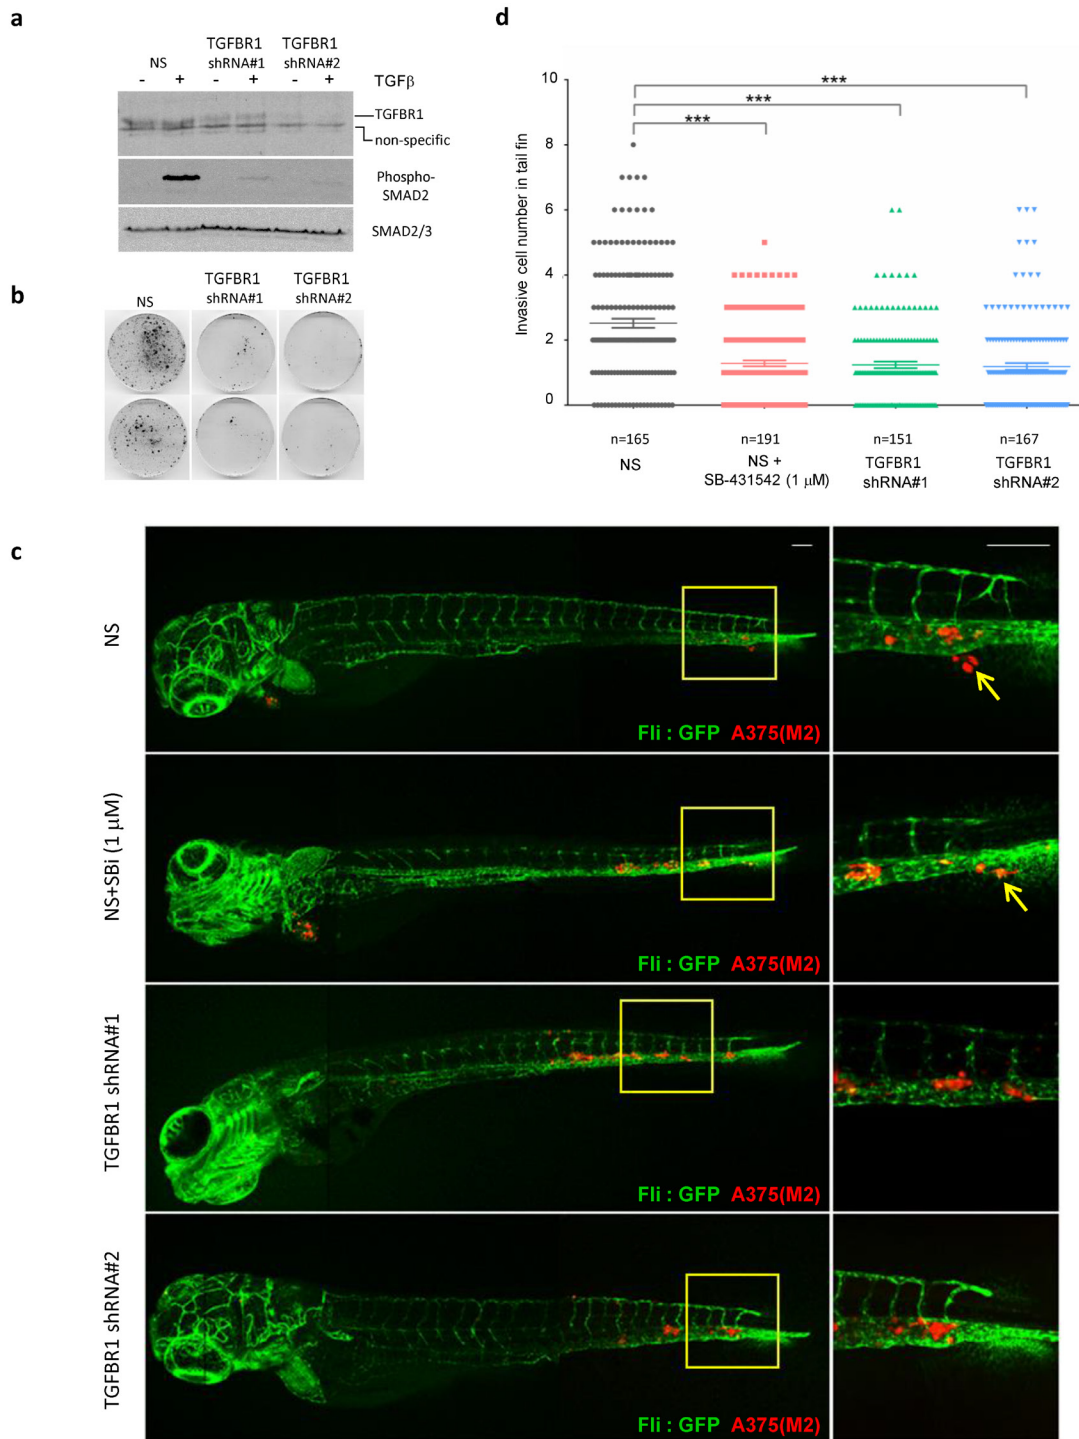 a
NS
TGFBR1
shRNA#1
TGFBR1
shRNA#2
- + - + - + TGFβ
TGFBR1
non-specific
Phospho-
SMAD2
SMAD2/3
b
NS
TGFBR1
shRNA#1
TGFBR1
shRNA#2
d
Invasive cell number in tail fin
10
8
6
4
2
0
***
***
***
n=165
NS
n=191
NS +
SB-431542 (1 μM)
n=151
TGFBR1
shRNA#1
n=167
TGFBR1
shRNA#2
c
NS
Fli : GFP A375(M2)
NS+SBi (1 μM)
Fli : GFP A375(M2)
TGFBR1 shRNA#1
Fli : GFP A375(M2)
TGFBR1 shRNA#2
Fli : GFP A375(M2)